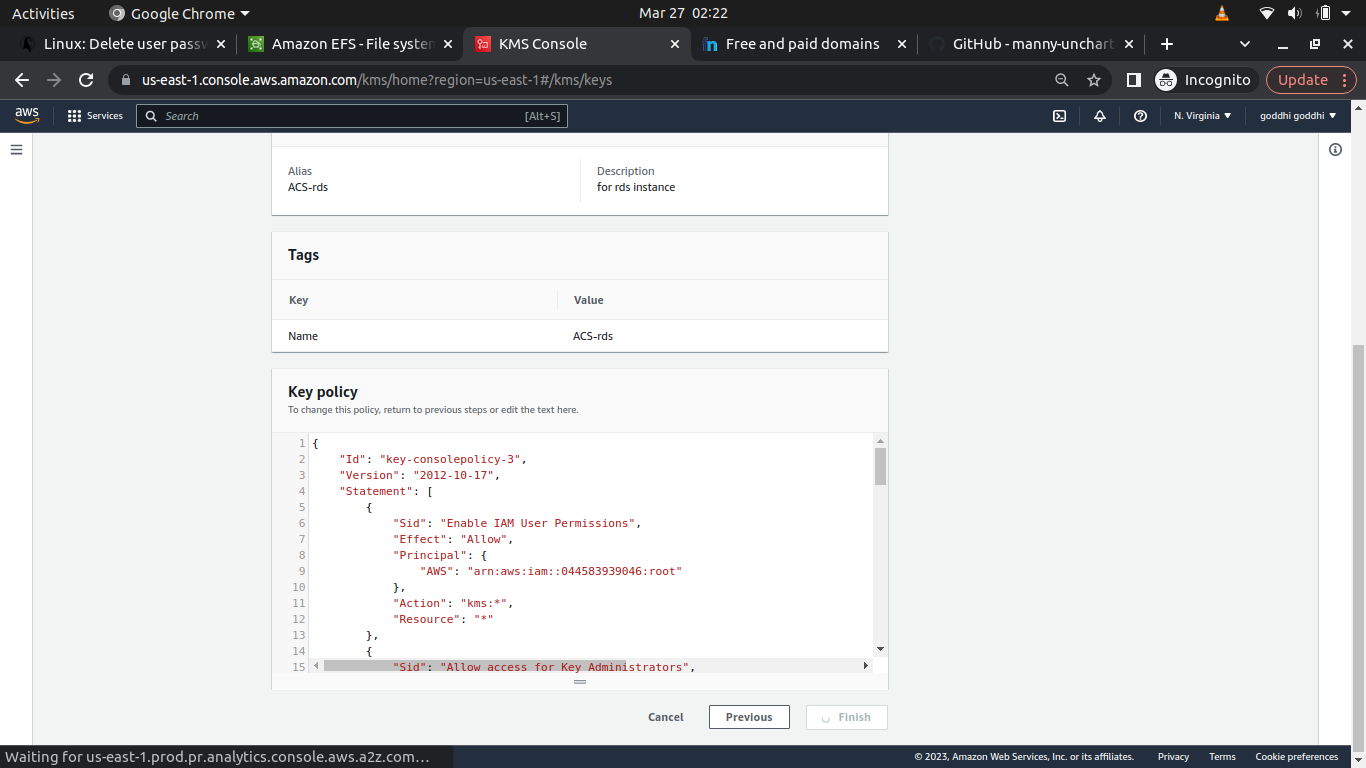 Activities Google Chrome Mar 27 02:22
Linux: Delete user passw Amazon EFS - File system KMS Console Free and paid domains GitHub - manny-unchart
us-east-1.console.aws.amazon.com/kms/home?region=us-east-1#/kms/keys Incognito Update
aws Services Search [Alt+S] N. Virginia goddhi goddhi
Alias Description
ACS-rds for rds instance
Tags
Key Value
Name ACS-rds
Key policy
To change this policy, return to previous steps or edit the text here.
1 {
2 "Id": "key-consolepolicy-3",
3 "Version": "2012-10-17",
4 "Statement": [
5 {
6 "Sid": "Enable IAM User Permissions",
7 "Effect": "Allow",
8 "Principal": {
9 "AWS": "arn:aws:iam::044583939046:root"
10 },
11 "Action": "kms:*",
12 "Resource": "*"
13 },
14 {
15 "Sid": "Allow access for Key Administrators",
Cancel Previous Finish
Waiting for us-east-1.prod.pr.analytics.console.aws.a2z.com… © 2023, Amazon Web Services, Inc. or its affiliates. Privacy Terms Cookie preferences